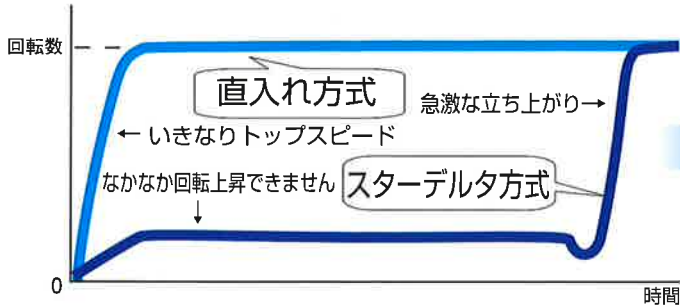 回転数
直入れ方式
急激な立ち上がり→
←いきなりトップスピード
なかなか回転上昇できません
↓
スターデルタ方式
0
時間